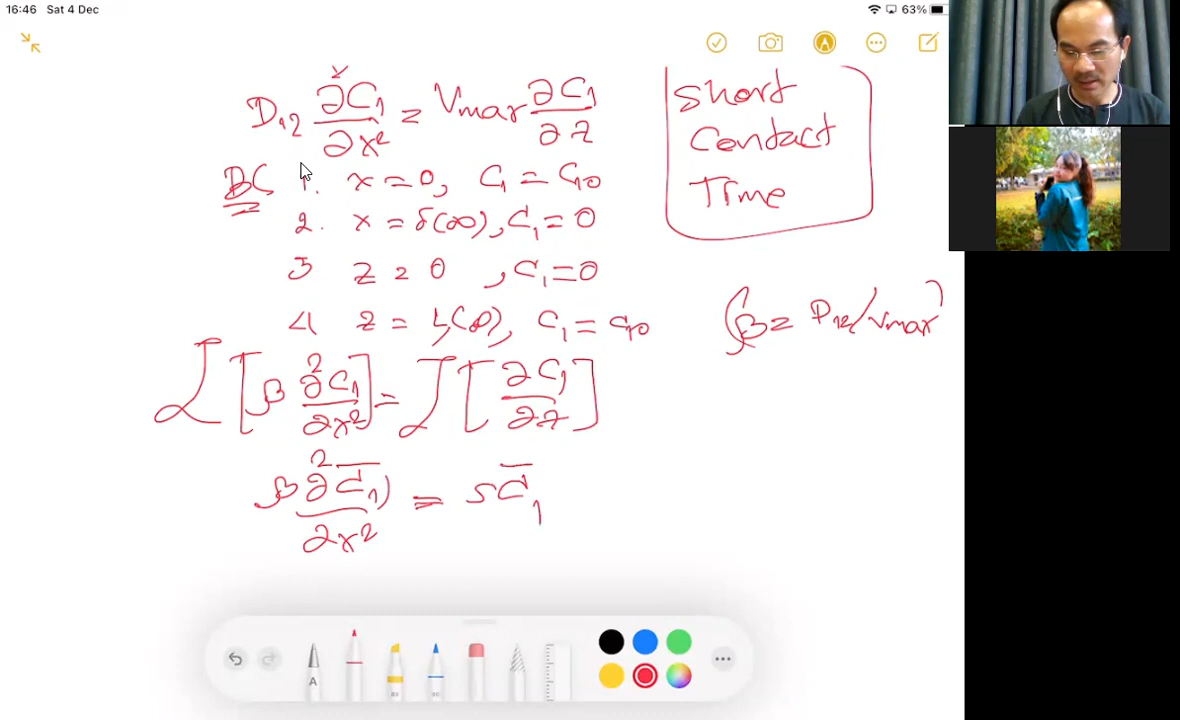 16:46 Sat 4 Dec
63%
D₁₂ ∂²C₁/∂x² = Vmax ∂C₁/∂z
Short
Contact
Time
BC 1. x = 0, C₁ = C₁₀
2. x = δ(∞), C₁ = 0
3 z = 0, C₁ = 0
4 z = L(∞), C₁ = C₁₀
(β = D₁₂/Vmax)
ℒ[β ∂²C₁/∂x²] = ℒ[∂C₁/∂z]
β ∂²C̄₁/∂x² = sC̄₁
A